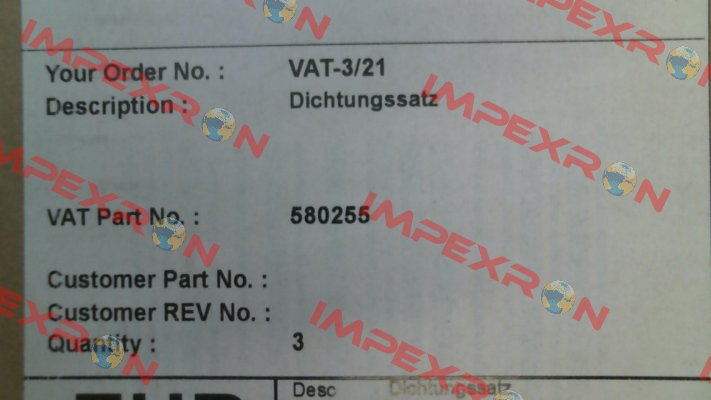 Your Order No. : VAT-3/21
Description : Dichtungssatz
VAT Part No. : 580255
Customer Part No. :
Customer REV No. :
Quantity : 3
Desc Dichtungssatz
IMPEXRON
IMPEXRON
IMPEXRON
IMPEXRON
IMPEXRON
IMPEXRON